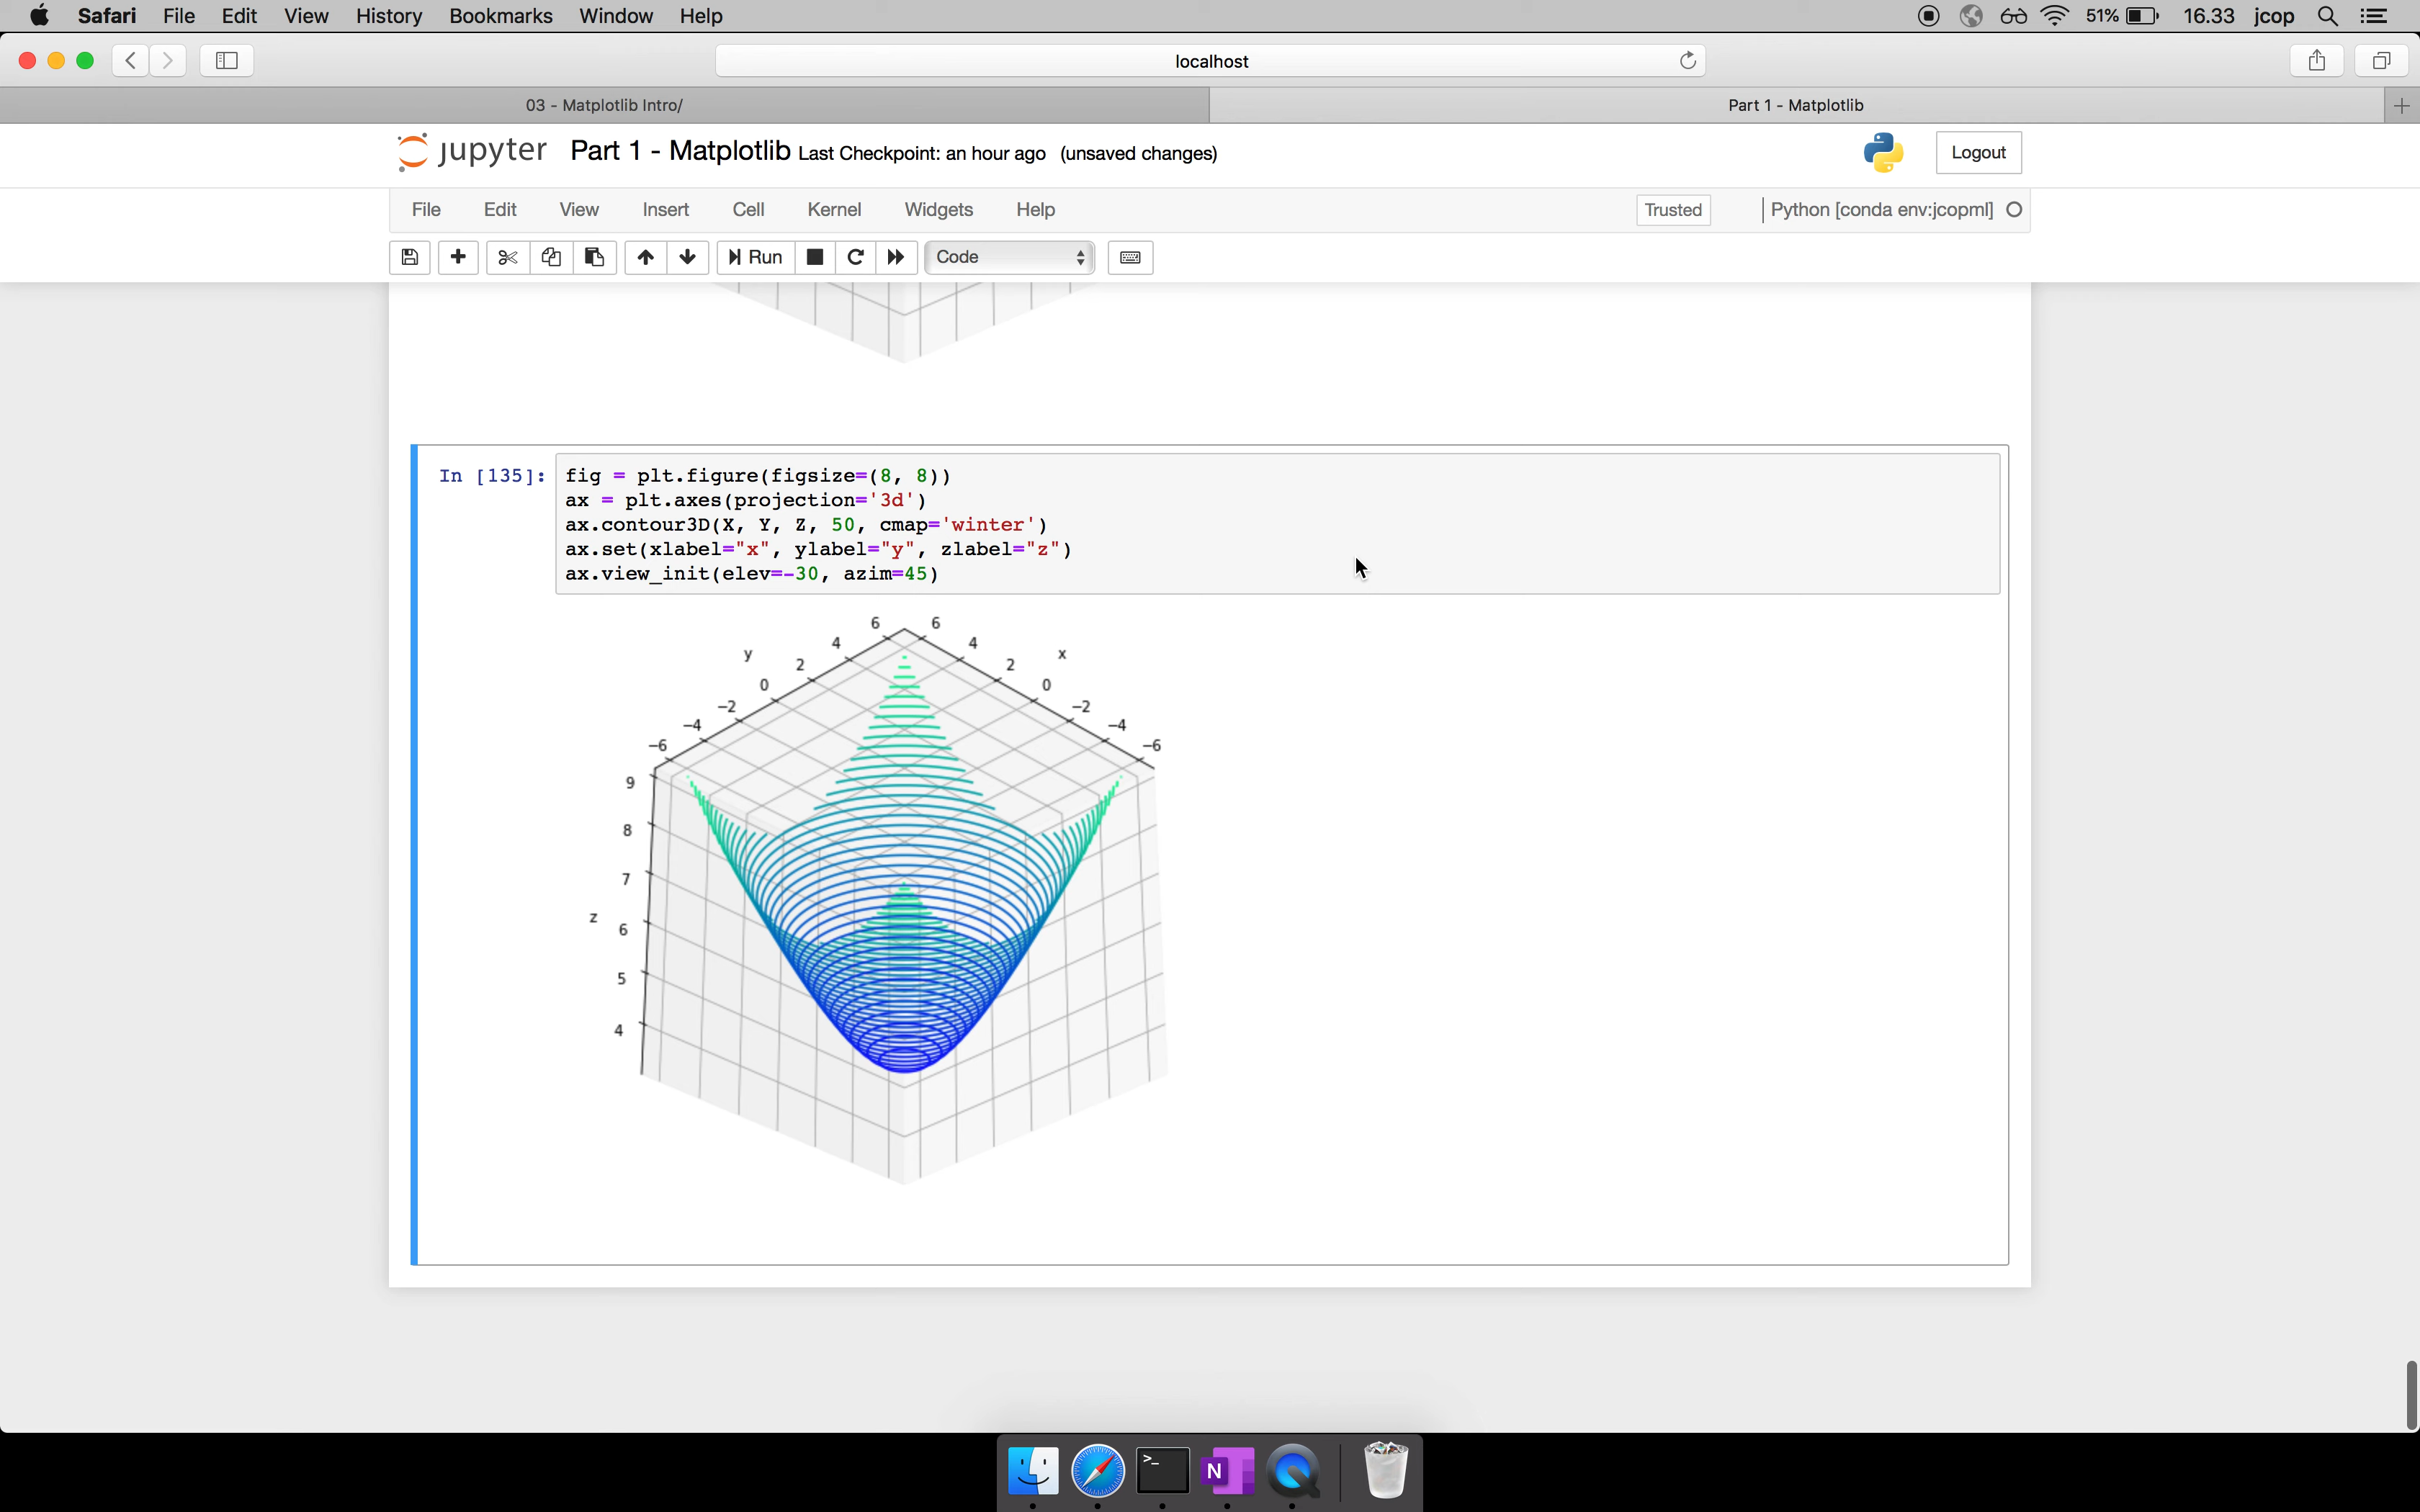 Safari File Edit View History Bookmarks Window Help 51% 16.33 jcop
localhost
03 - Matplotlib Intro/ Part 1 - Matplotlib
jupyter Part 1 - Matplotlib Last Checkpoint: an hour ago (unsaved changes) Logout
File Edit View Insert Cell Kernel Widgets Help Trusted Python [conda env:jcopml]
Run Code
In [135]: fig = plt.figure(figsize=(8, 8))
ax = plt.axes(projection='3d')
ax.contour3D(X, Y, Z, 50, cmap='winter')
ax.set(xlabel="x", ylabel="y", zlabel="z")
ax.view_init(elev=-30, azim=45)
6 6
4 4
y x
2 2
0 0
−2 −2
−4 −4
−6 −6
9
8
7
z
6
5
4
>_ N